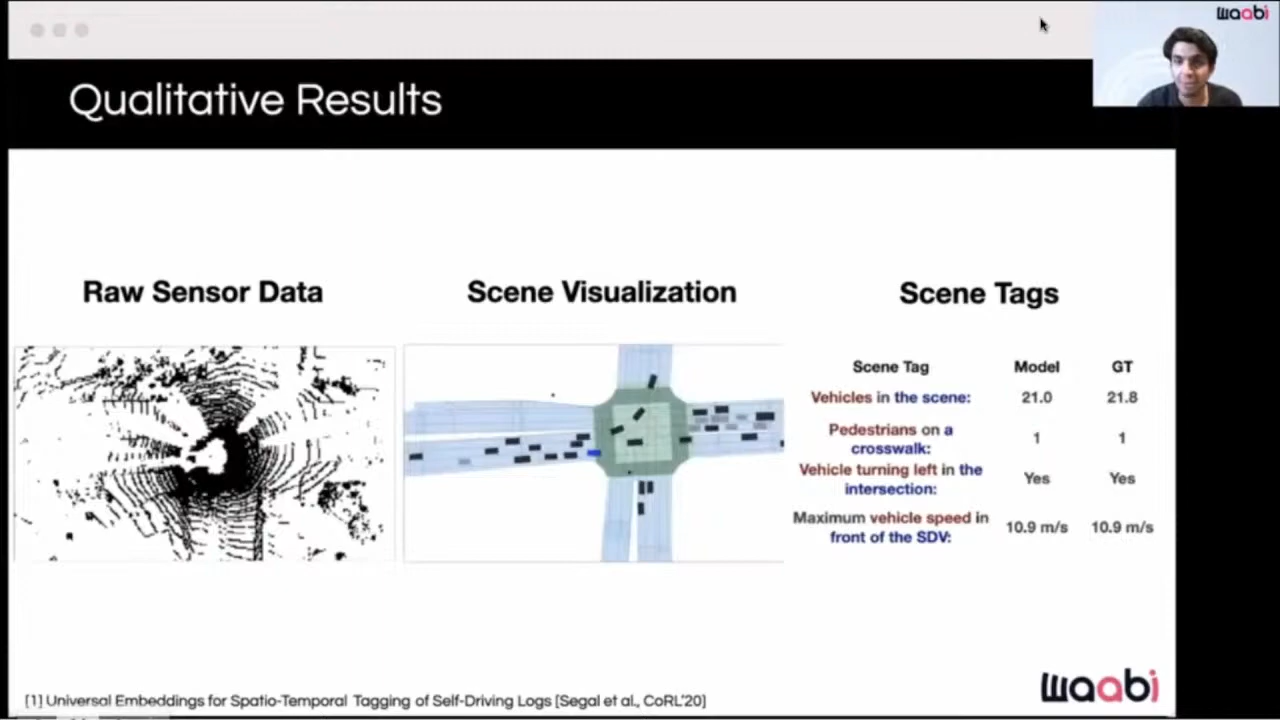 waabi
Qualitative Results
Raw Sensor Data
Scene Visualization
Scene Tags
Scene Tag Model GT
Vehicles in the scene: 21.0 21.8
Pedestrians on a
crosswalk: 1 1
Vehicle turning left in the
intersection: Yes Yes
Maximum vehicle speed in
front of the SDV: 10.9 m/s 10.9 m/s
waabi
[1] Universal Embeddings for Spatio-Temporal Tagging of Self-Driving Logs [Segal et al., CoRL'20]